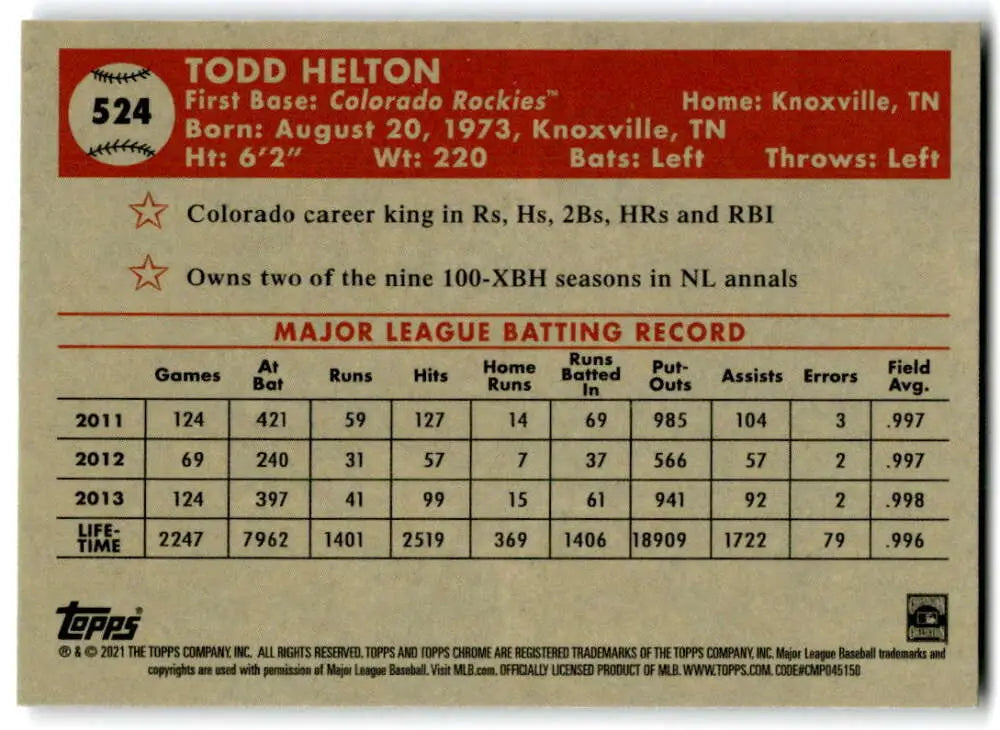 524
TODD HELTON
First Base: Colorado Rockies™ Home: Knoxville, TN
Born: August 20, 1973, Knoxville, TN
Ht: 6'2" Wt: 220 Bats: Left Throws: Left
Colorado career king in Rs, Hs, 2Bs, HRs and RBI
Owns two of the nine 100-XBH seasons in NL annals
MAJOR LEAGUE BATTING RECORD
Games At Bat Runs Hits Home Runs Runs Batted In Put-Outs Assists Errors Field Avg.
2011 124 421 59 127 14 69 985 104 3 .997
2012 69 240 31 57 7 37 566 57 2 .997
2013 124 397 41 99 15 61 941 92 2 .998
LIFE-TIME 2247 7962 1401 2519 369 1406 18909 1722 79 .996
topps®
® & © 2021 THE TOPPS COMPANY, INC. ALL RIGHTS RESERVED. TOPPS AND TOPPS CHROME ARE REGISTERED TRADEMARKS OF THE TOPPS COMPANY, INC. Major League Baseball trademarks and
copyrights are used with permission of Major League Baseball. Visit MLB.com. OFFICIALLY LICENSED PRODUCT OF MLB. WWW.TOPPS.COM. CODE#CMP045150